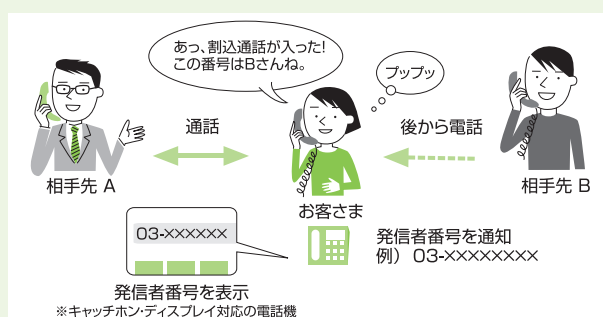 あっ、割込通話が入った!
この番号はBさんね。
プップッ
通話
後から電話
相手先 A
相手先 B
お客さま
03-××××××
発信者番号を通知
例） 03-××××××××
発信者番号を表示
※キャッチホン・ディスプレイ対応の電話機